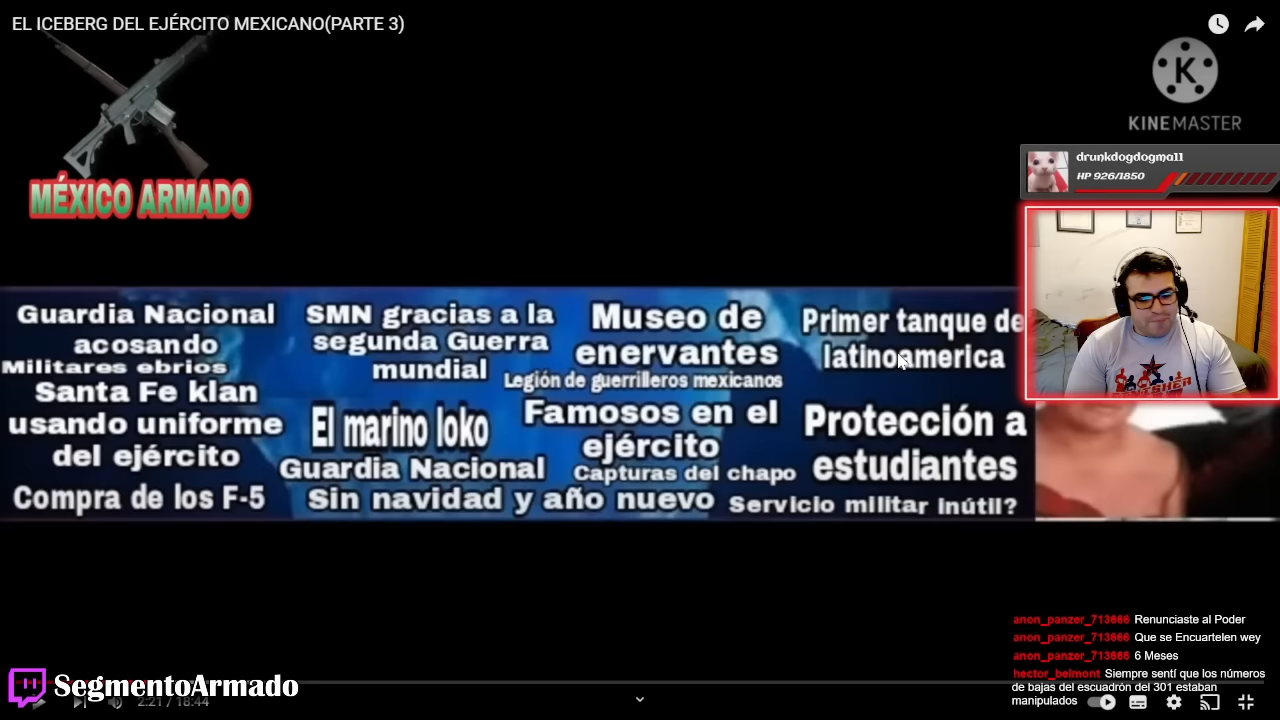 EL ICEBERG DEL EJÉRCITO MEXICANO(PARTE 3)
KINEMASTER
MÉXICO ARMADO
drunkdogdogmall
HP 926/1850
Guardia Nacional
acosando
Militares ebrios
Santa Fe klan
usando uniforme
del ejército
Compra de los F-5
SMN gracias a la
segunda Guerra
mundial
El marino loko
Guardia Nacional
Sin navidad y año nuevo
Museo de
enervantes
Legión de guerrilleros mexicanos
Famosos en el
ejército
Capturas del chapo
Primer tanque de
latinoamerica
Protección a
estudiantes
Servicio militar inútil?
anon_panzer_713666 Renunciaste al Poder
anon_panzer_713666 Que se Encuartelen wey
anon_panzer_713666 6 Meses
hector_belmont Siempre sentí que los números
de bajas del escuadrón del 301 estaban
manipulados
SegmentoArmado
2:21 / 18:44